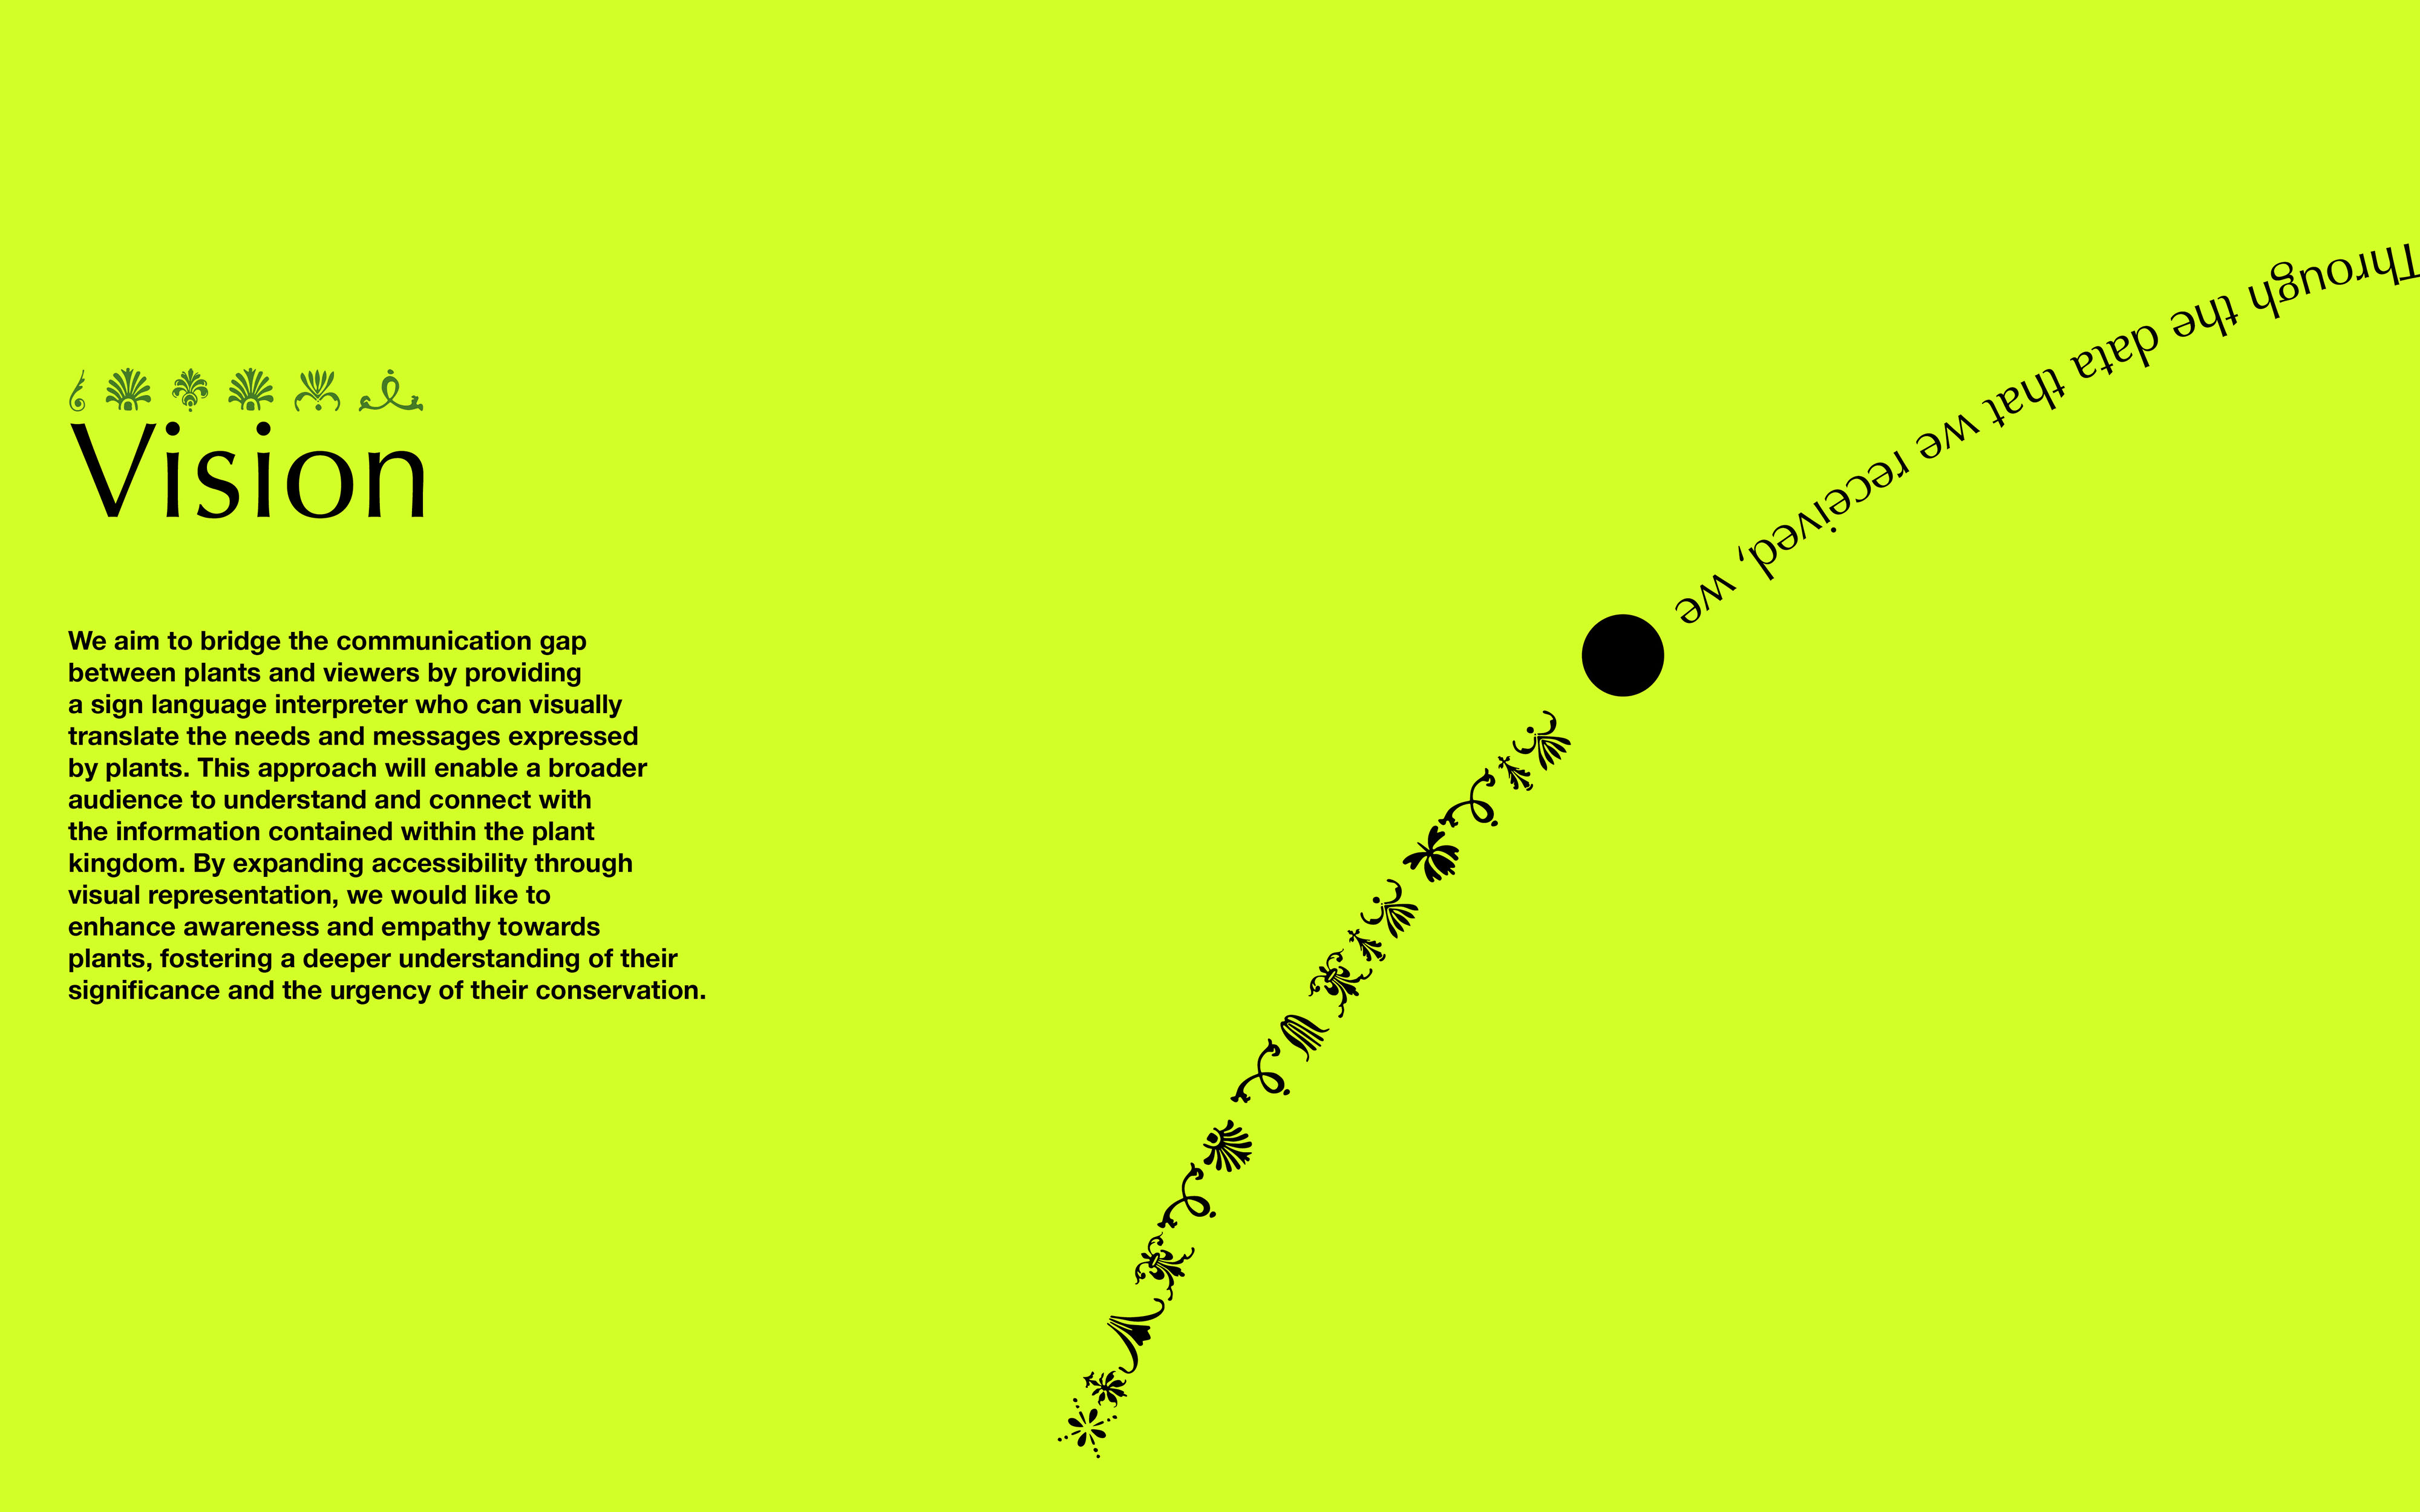 Vision
We aim to bridge the communication gap
between plants and viewers by providing
a sign language interpreter who can visually
translate the needs and messages expressed
by plants. This approach will enable a broader
audience to understand and connect with
the information contained within the plant
kingdom. By expanding accessibility through
visual representation, we would like to
enhance awareness and empathy towards
plants, fostering a deeper understanding of their
significance and the urgency of their conservation.
Through the data that we received, we